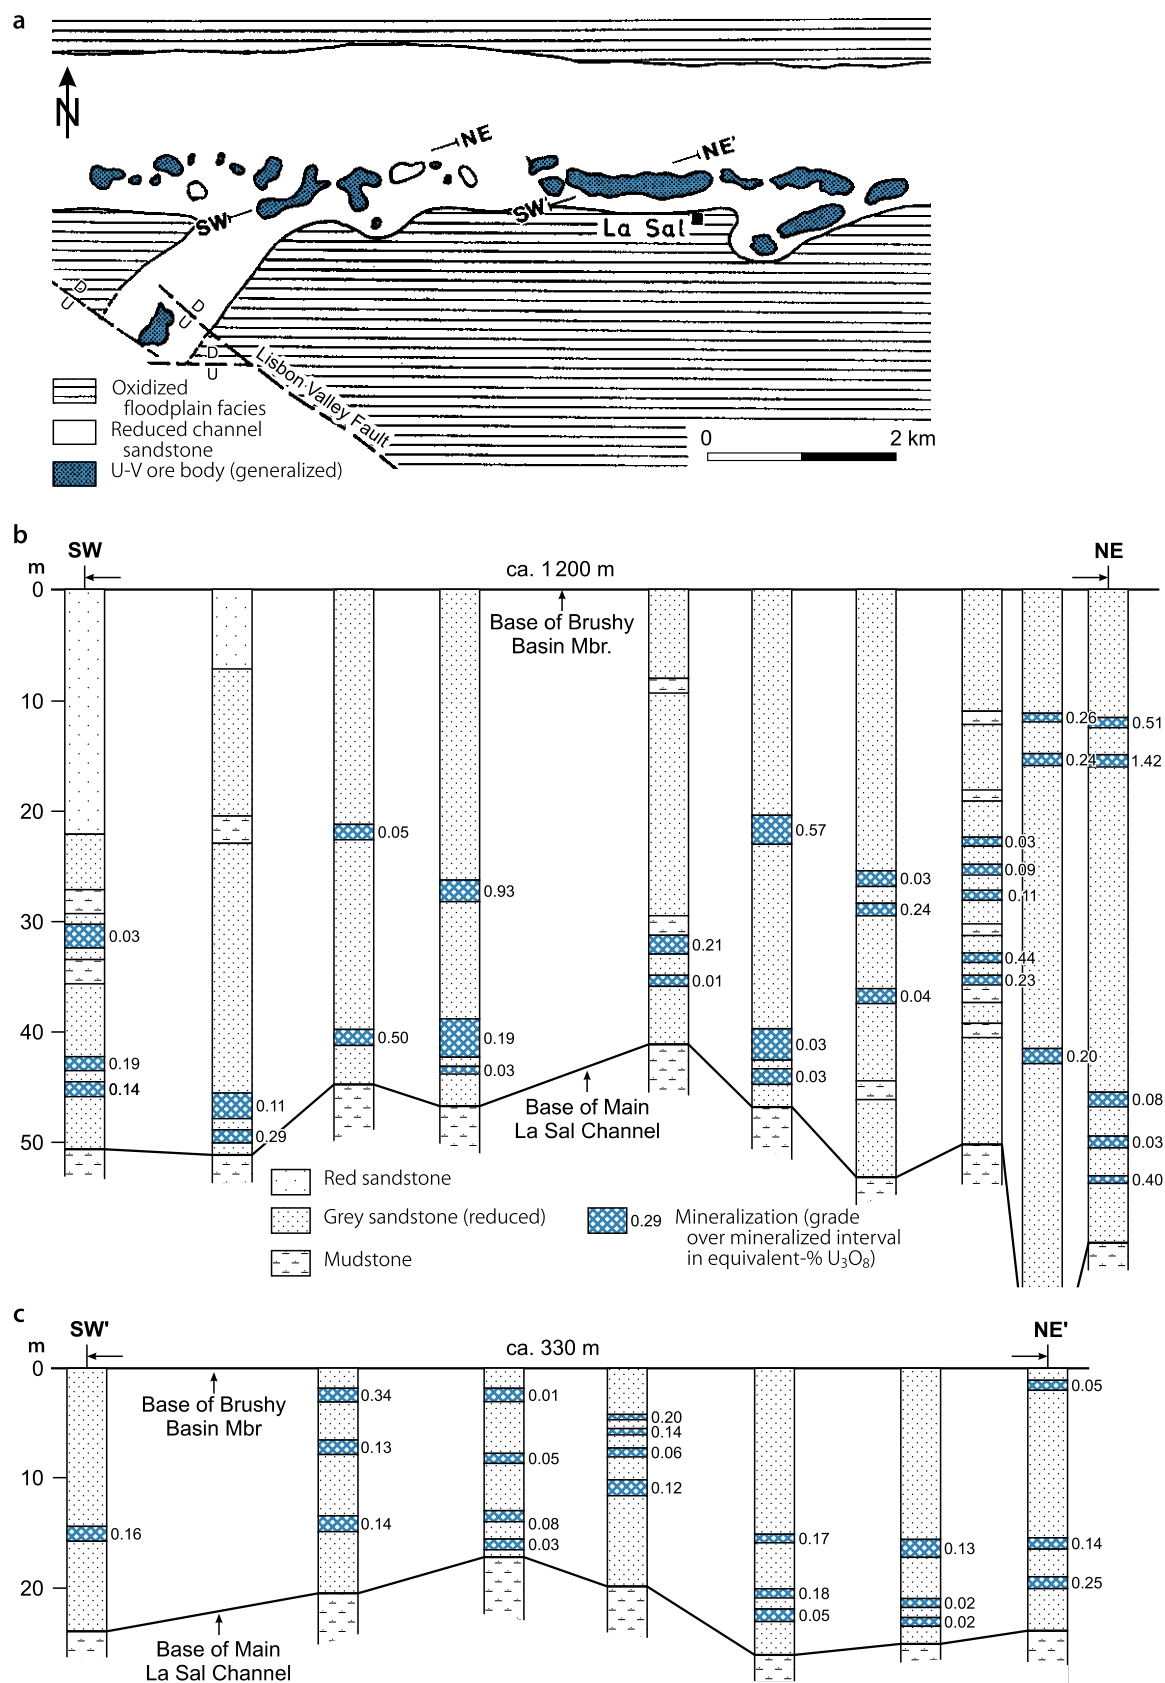 a
N
NE
NE'
SW
SW'
La Sal
D
U
D
U
D
U
Lisbon Valley Fault
Oxidized
floodplain facies
Reduced channel
sandstone
U-V ore body (generalized)
0 2 km
b
SW NE
m
ca. 1 200 m
0
Base of Brushy
Basin Mbr.
10
0.26 0.51
0.24 1.42
20
0.05 0.57
0.03
0.93 0.03 0.09
0.24 0.11
30
0.03 0.21 0.44
0.01 0.23
0.04
40
0.50 0.19 0.03 0.20
0.19 0.03 0.03
0.14 0.11 0.08
Base of Main
La Sal Channel
50
0.29 0.03
0.40
Red sandstone
Grey sandstone (reduced)
Mudstone
0.29 Mineralization (grade
over mineralized interval
in equivalent-% U₃O₈)
c
SW' NE'
m
ca. 330 m
0
Base of Brushy
Basin Mbr
0.34 0.01 0.05
0.20
0.14
0.13 0.05 0.06
10
0.12
0.16 0.14 0.08 0.17 0.13 0.14
0.03
20
0.18 0.02 0.25
0.05 0.02
Base of Main
La Sal Channel